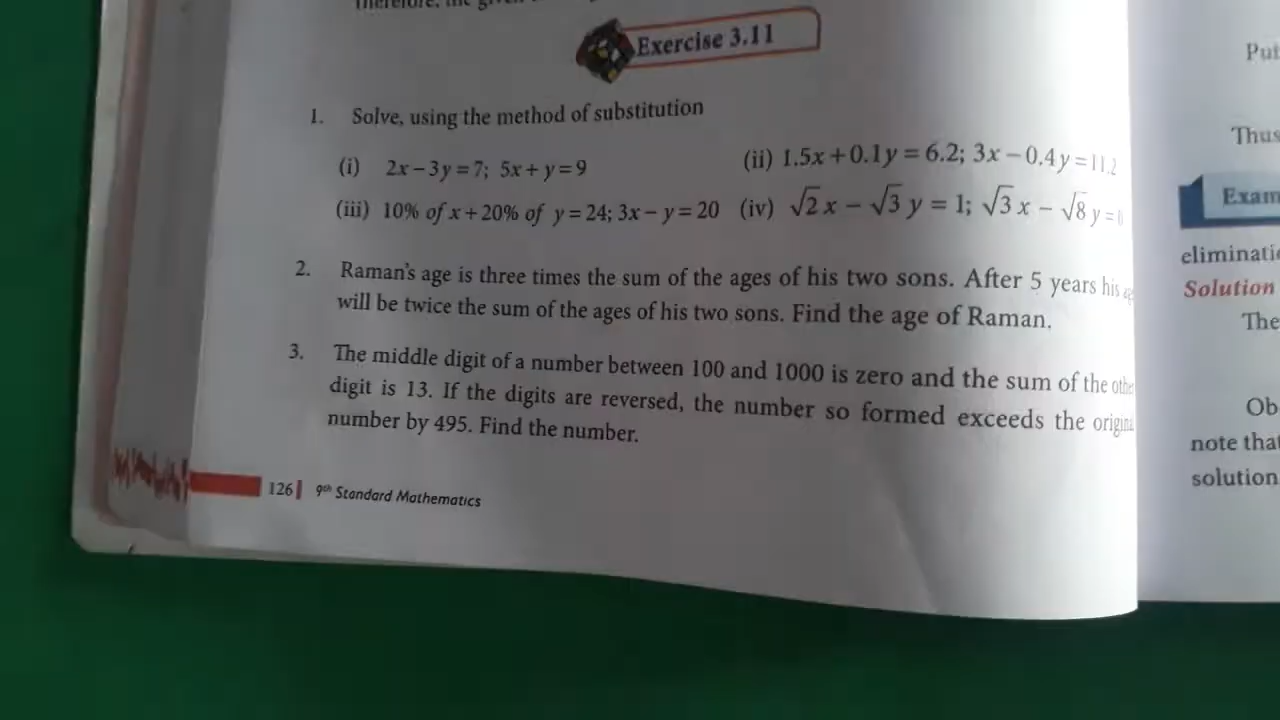 Exercise 3.11
1. Solve, using the method of substitution
(i) 2x – 3y = 7; 5x + y = 9 (ii) 1.5x + 0.1y = 6.2; 3x – 0.4y = 11.2
(iii) 10% of x + 20% of y = 24; 3x – y = 20 (iv) √2 x – √3 y = 1; √3 x – √8 y =
2. Raman's age is three times the sum of the ages of his two sons. After 5 years his
will be twice the sum of the ages of his two sons. Find the age of Raman.
3. The middle digit of a number between 100 and 1000 is zero and the sum of the
digit is 13. If the digits are reversed, the number so formed exceeds the
number by 495. Find the number.
126 | 9th Standard Mathematics
Put
Thus
Exam
Solution
The
Ob
note that
solution